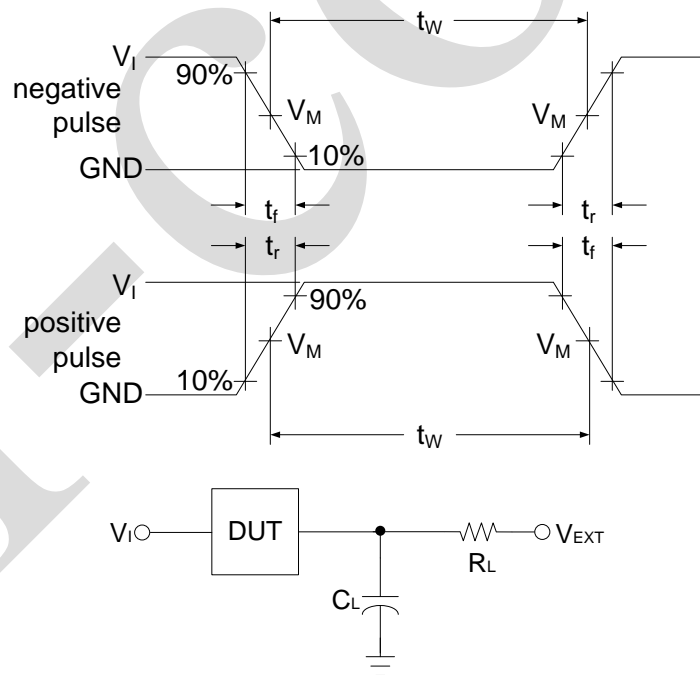 tW
VI
90%
negative
pulse
VM
VM
GND
10%
tf
tr
tr
tf
VI
90%
positive
pulse
VM
VM
GND
10%
tW
VI
DUT
VEXT
RL
CL